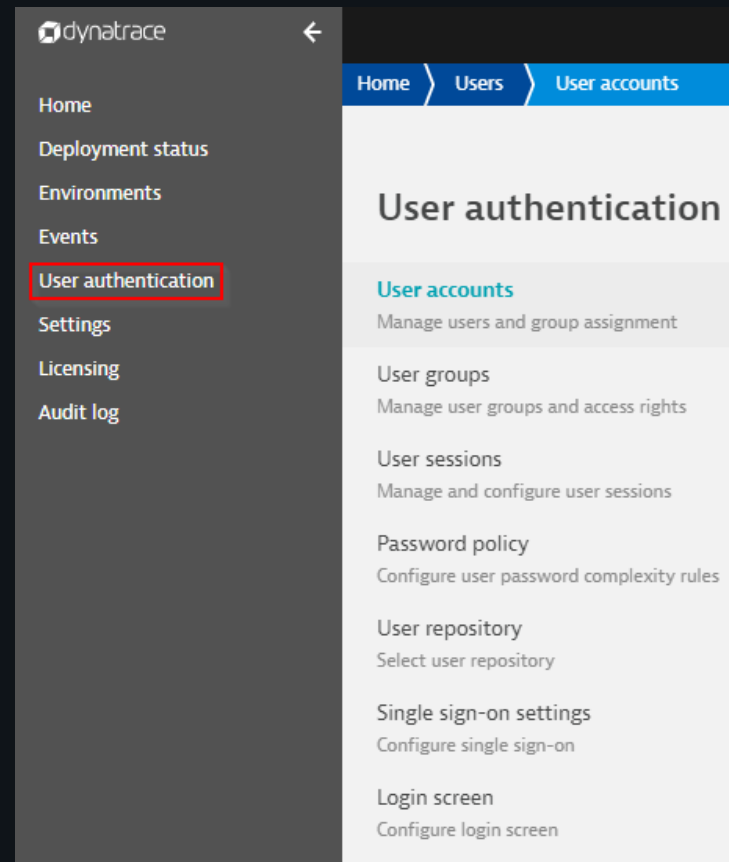 dynatrace
Home
Deployment status
Environments
Events
User authentication
Settings
Licensing
Audit log
Home Users User accounts
User authentication
User accounts
Manage users and group assignment
User groups
Manage user groups and access rights
User sessions
Manage and configure user sessions
Password policy
Configure user password complexity rules
User repository
Select user repository
Single sign-on settings
Configure single sign-on
Login screen
Configure login screen